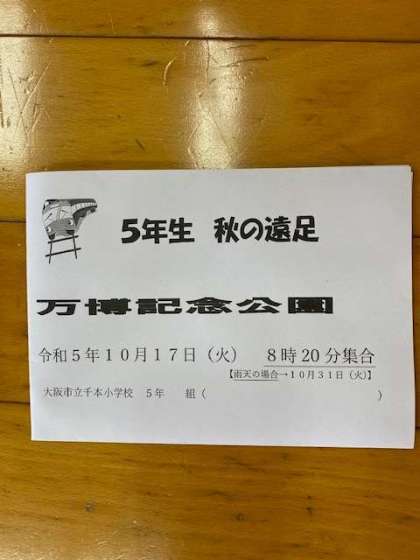 5年生 秋の遠足
万博記念公園
令和5年10月17日（火） 8時20分集合
【雨天の場合→10月31日（火）】
大阪市立千本小学校 5年 組（ ）